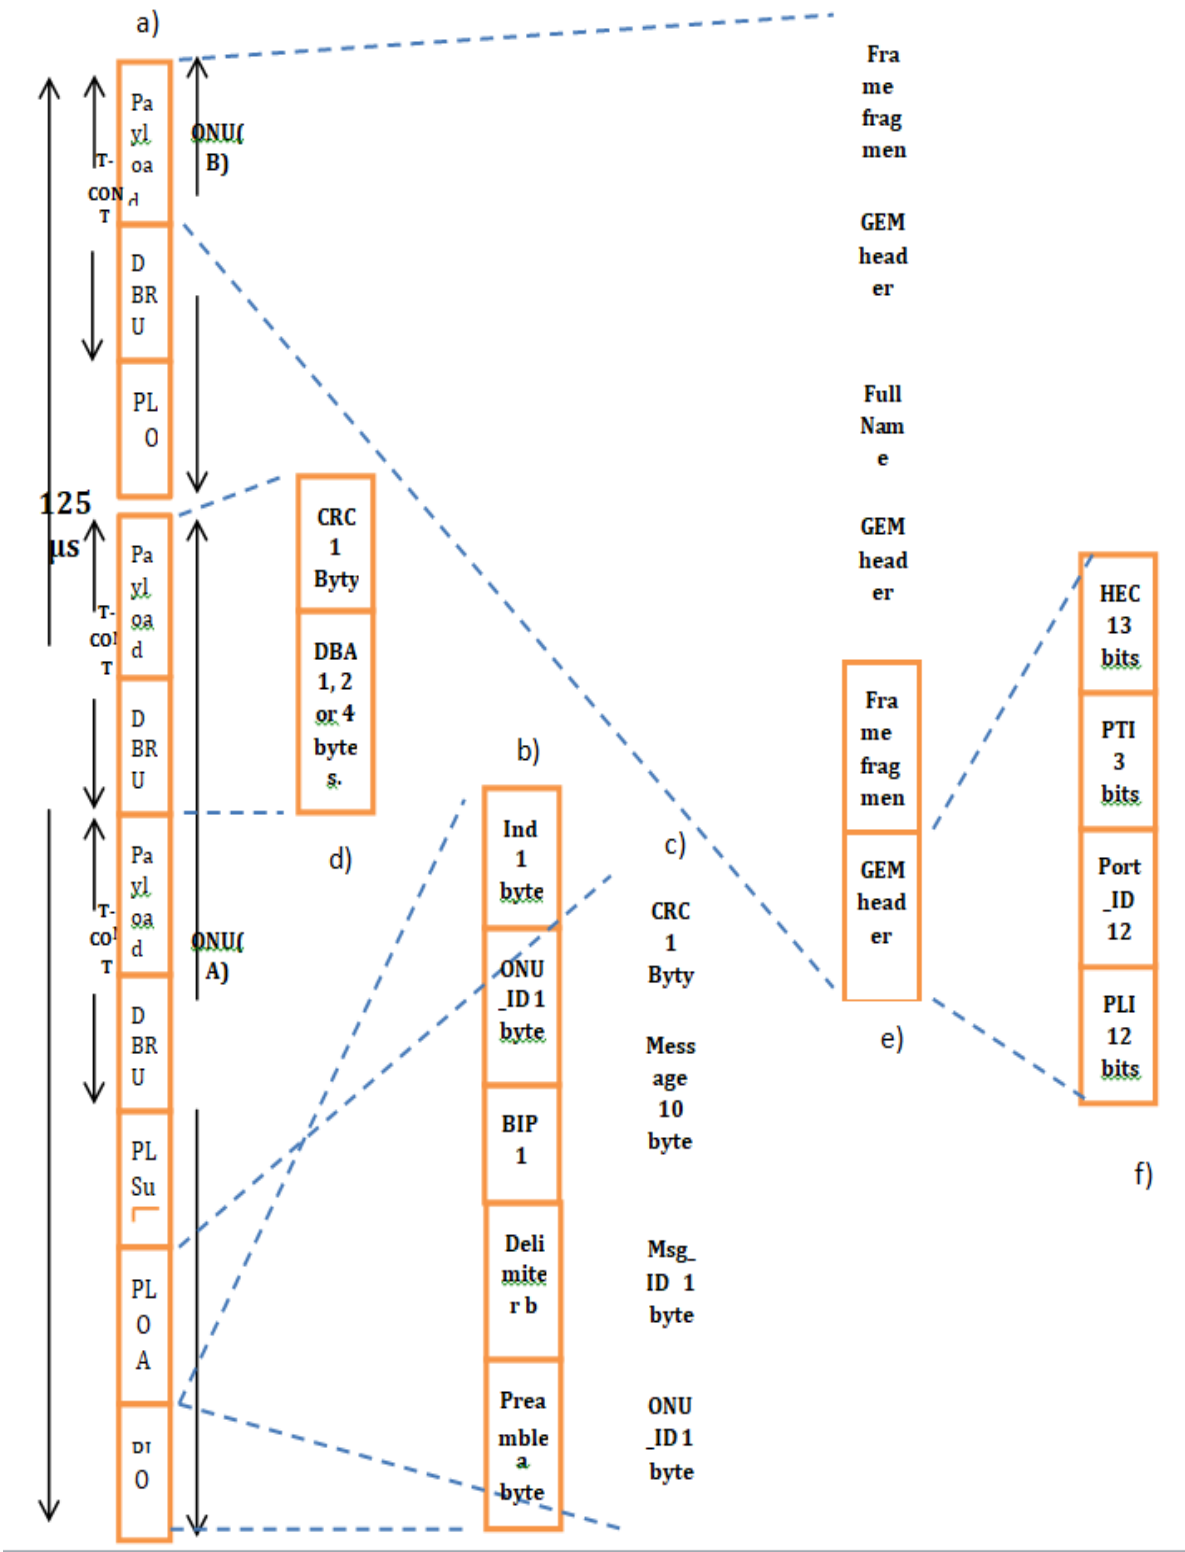 a)
Pa
yl
oa
d
T-
CON
T
ONU(
B)
D
BR
U
PL
O
125
µs
Pa
yl
oa
d
T-
CO
T
D
BR
U
Pa
yl
oa
d
T-
CO
T
ONU(
A)
D
BR
U
PL
Su
PL
O
A
O
CRC
1
Byty
DBA
1, 2
or 4
byte
s.
d)
b)
Ind
1
byte
ONU
_ID 1
byte
BIP
1
Deli
mite
r b
Prea
mble
a
byte
c)
CRC
1
Byty
Mess
age
10
byte
Msg_
ID 1
byte
ONU
_ID 1
byte
Fra
me
frag
men
GEM
head
er
Full
Nam
e
GEM
head
er
Fra
me
frag
men
GEM
head
er
e)
HEC
13
bits
PTI
3
bits
Port
_ID
12
PLI
12
bits
f)